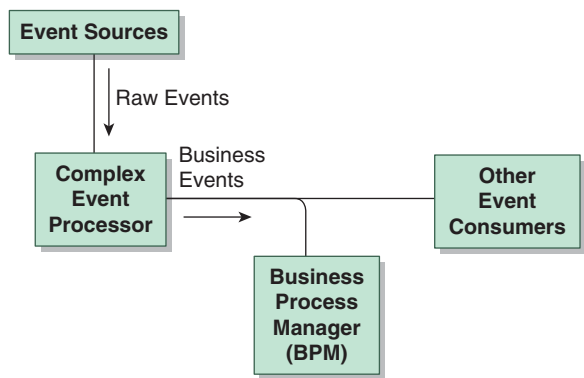 Event Sources
Raw Events
Complex
Event
Processor
Business
Events
Other
Event
Consumers
Business
Process
Manager
(BPM)